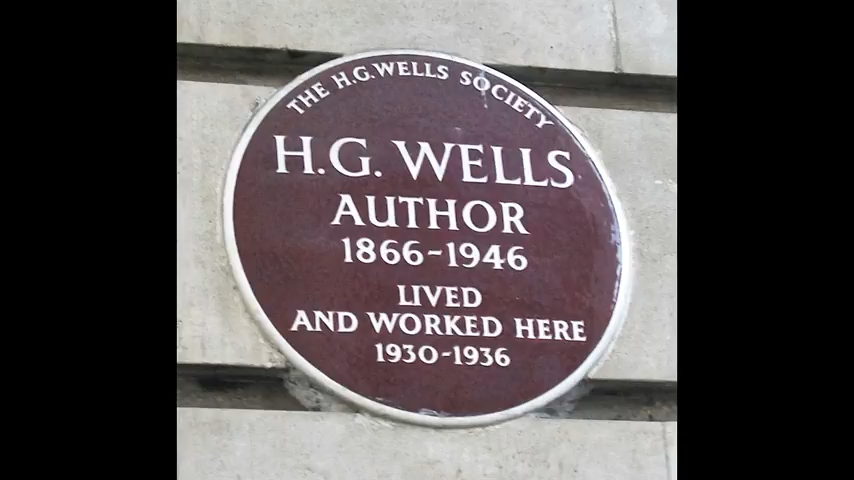 THE H.G.WELLS SOCIETY
H.G. WELLS
AUTHOR
1866-1946
LIVED
AND WORKED HERE
1930-1936